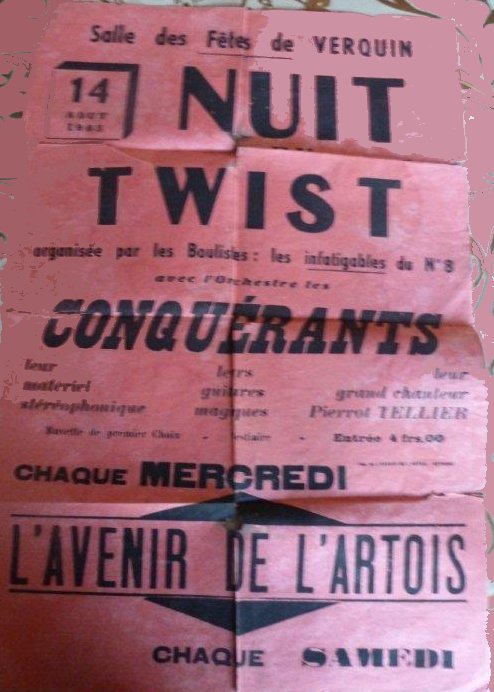 Salle des Fêtes de VERQUIN
14
AOUT
1963
NUIT
TWIST
organisée par les Boulistes : les infatigables du N° 8
avec l'Orchestre les
CONQUÉRANTS
leur matériel stéréophonique
leurs guitares magiques
leur grand chanteur Pierrot TELLIER
Buvette de premier Choix - Vestiaire - Entrée 4 frs,00
CHAQUE MERCREDI
L'AVENIR DE L'ARTOIS
CHAQUE SAMEDI